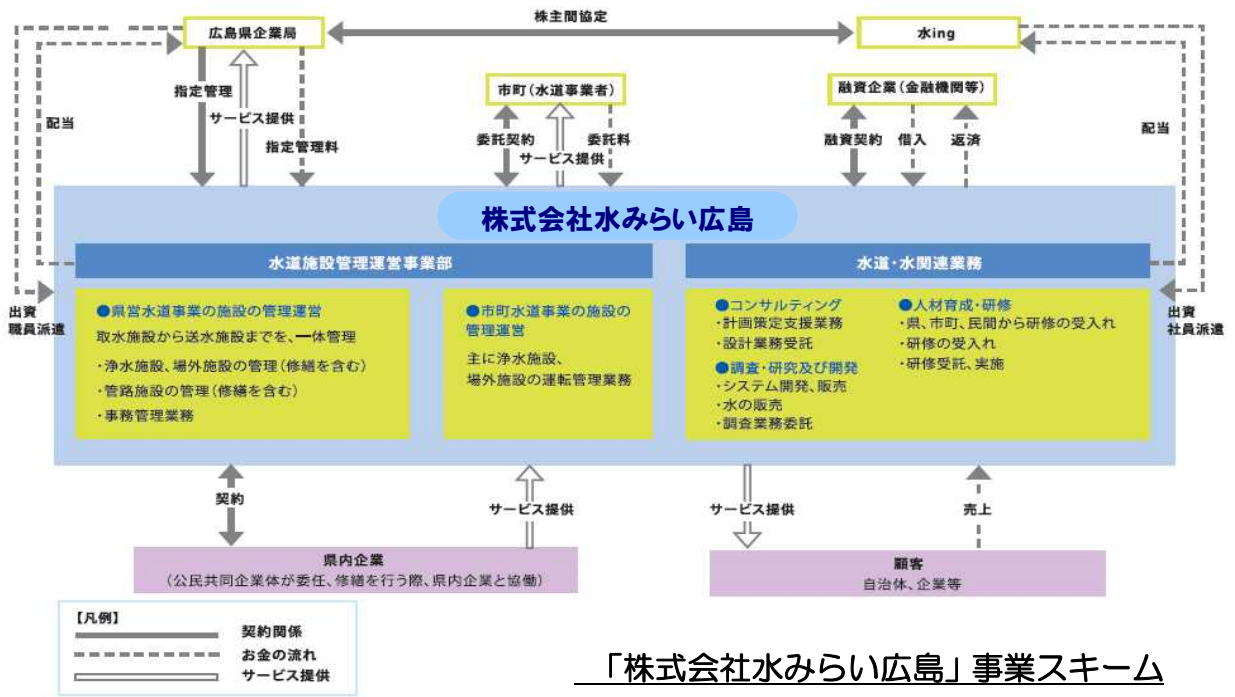 株主間協定
広島県企業局
水ing
指定管理
サービス提供
指定管理料
配当
市町(水道事業者)
委託契約
サービス提供
委託料
融資企業(金融機関等)
融資契約
借入
返済
配当
株式会社水みらい広島
水道施設管理運営事業部
水道・水関連業務
出資
職員派遣
●県営水道事業の施設の管理運営
取水施設から送水施設までを、一体管理
・浄水施設、場外施設の管理(修繕を含む)
・管路施設の管理(修繕を含む)
・事務管理業務
●市町水道事業の施設の
管理運営
主に浄水施設、
場外施設の運転管理業務
●コンサルティング
・計画策定支援業務
・設計業務受託
●調査・研究及び開発
・システム開発、販売
・水の販売
・調査業務委託
●人材育成・研修
・県、市町、民間から研修の受入れ
・研修の受入れ
・研修受託、実施
出資
社員派遣
契約
サービス提供
サービス提供
売上
県内企業
(公民共同企業体が委任、修繕を行う際、県内企業と協働)
顧客
自治体、企業等
【凡例】
契約関係
お金の流れ
サービス提供
「株式会社水みらい広島」事業スキーム